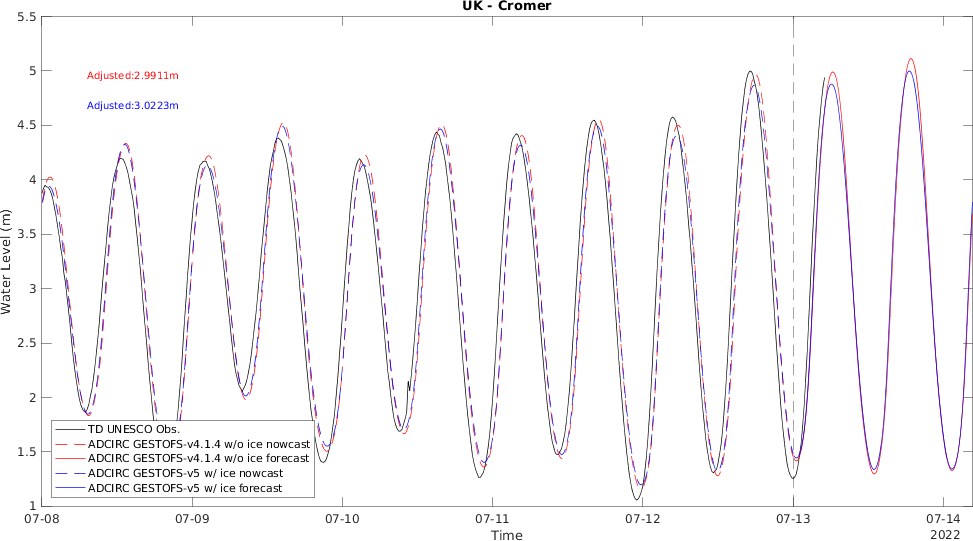 UK - Cromer
5.5
5
4.5
4
3.5
3
2.5
2
1.5
1
Water Level (m)
Adjusted:2.9911m
Adjusted:3.0223m
TD UNESCO Obs.
ADCIRC GESTOFS-v4.1.4 w/o ice nowcast
ADCIRC GESTOFS-v4.1.4 w/o ice forecast
ADCIRC GESTOFS-v5 w/ ice nowcast
ADCIRC GESTOFS-v5 w/ ice forecast
07-08 07-09 07-10 07-11 07-12 07-13 07-14
Time
2022